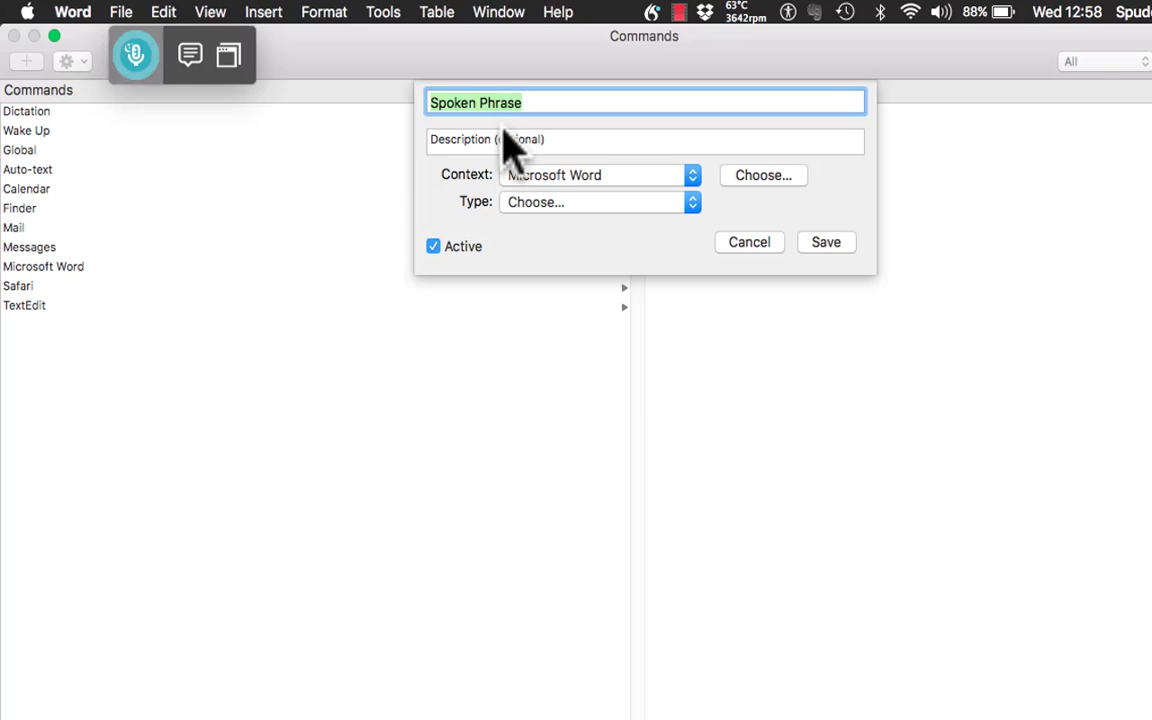 Word File Edit View Insert Format Tools Table Window Help 63°C 3642rpm 88% Wed 12:58 Spud
Commands
All
Commands
Dictation
Wake Up
Global
Auto-text
Calendar
Finder
Mail
Messages
Microsoft Word
Safari
TextEdit
Spoken Phrase
Description (optional)
Context: Microsoft Word Choose...
Type: Choose...
Active Cancel Save